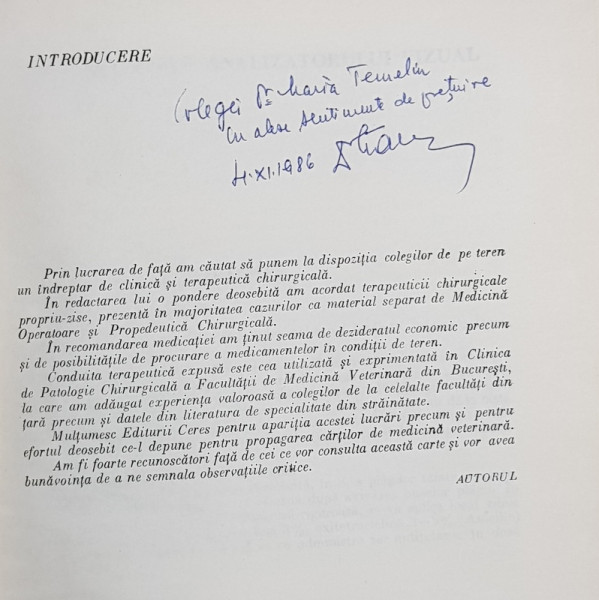 INTRODUCERE
Colegei Dr Maria Temelin
cu alese sentimente de prețuire
4.XI.1986
Prin lucrarea de față am căutat să punem la dispoziția colegilor de pe teren
un îndreptar de clinică și terapeutică chirurgicală.
În redactarea lui o pondere deosebită am acordat terapeuticii chirurgicale
propriu-zise, prezentă în majoritatea cazurilor ca material separat de Medicină
Operatoare și Propedeutică Chirurgicală.
În recomandarea medicației am ținut seama de dezideratul economic precum
și de posibilitățile de procurare a medicamentelor în condiții de teren.
Conduita terapeutică expusă este cea utilizată și exprimentată în Clinica
de Patologie Chirurgicală a Facultății de Medicină Veterinară din București,
la care am adăugat experiența valoroasă a colegilor de la celelalte facultăți din
țară precum și datele din literatura de specialitate din străinătate.
Mulțumesc Editurii Ceres pentru apariția acestei lucrări precum și pentru
efortul deosebit ce-l depune pentru propagarea cărților de medicină veterinară.
Am fi foarte recunoscători față de cei ce vor consulta această carte și vor avea
bunăvoința de a ne semnala observațiile critice.
AUTORUL